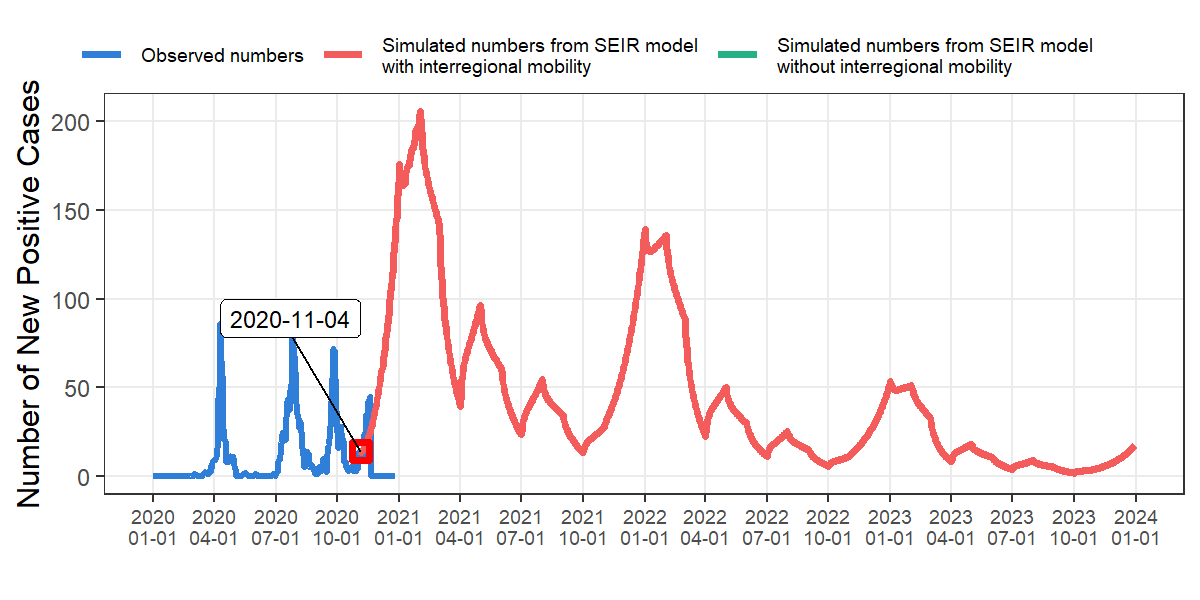 Observed numbers
Simulated numbers from SEIR model
with interregional mobility
Simulated numbers from SEIR model
without interregional mobility
Number of New Positive Cases
200
150
100
50
0
2020-11-04
2020 2020 2020 2020 2021 2021 2021 2021 2022 2022 2022 2022 2023 2023 2023 2023 2024
01-01 04-01 07-01 10-01 01-01 04-01 07-01 10-01 01-01 04-01 07-01 10-01 01-01 04-01 07-01 10-01 01-01